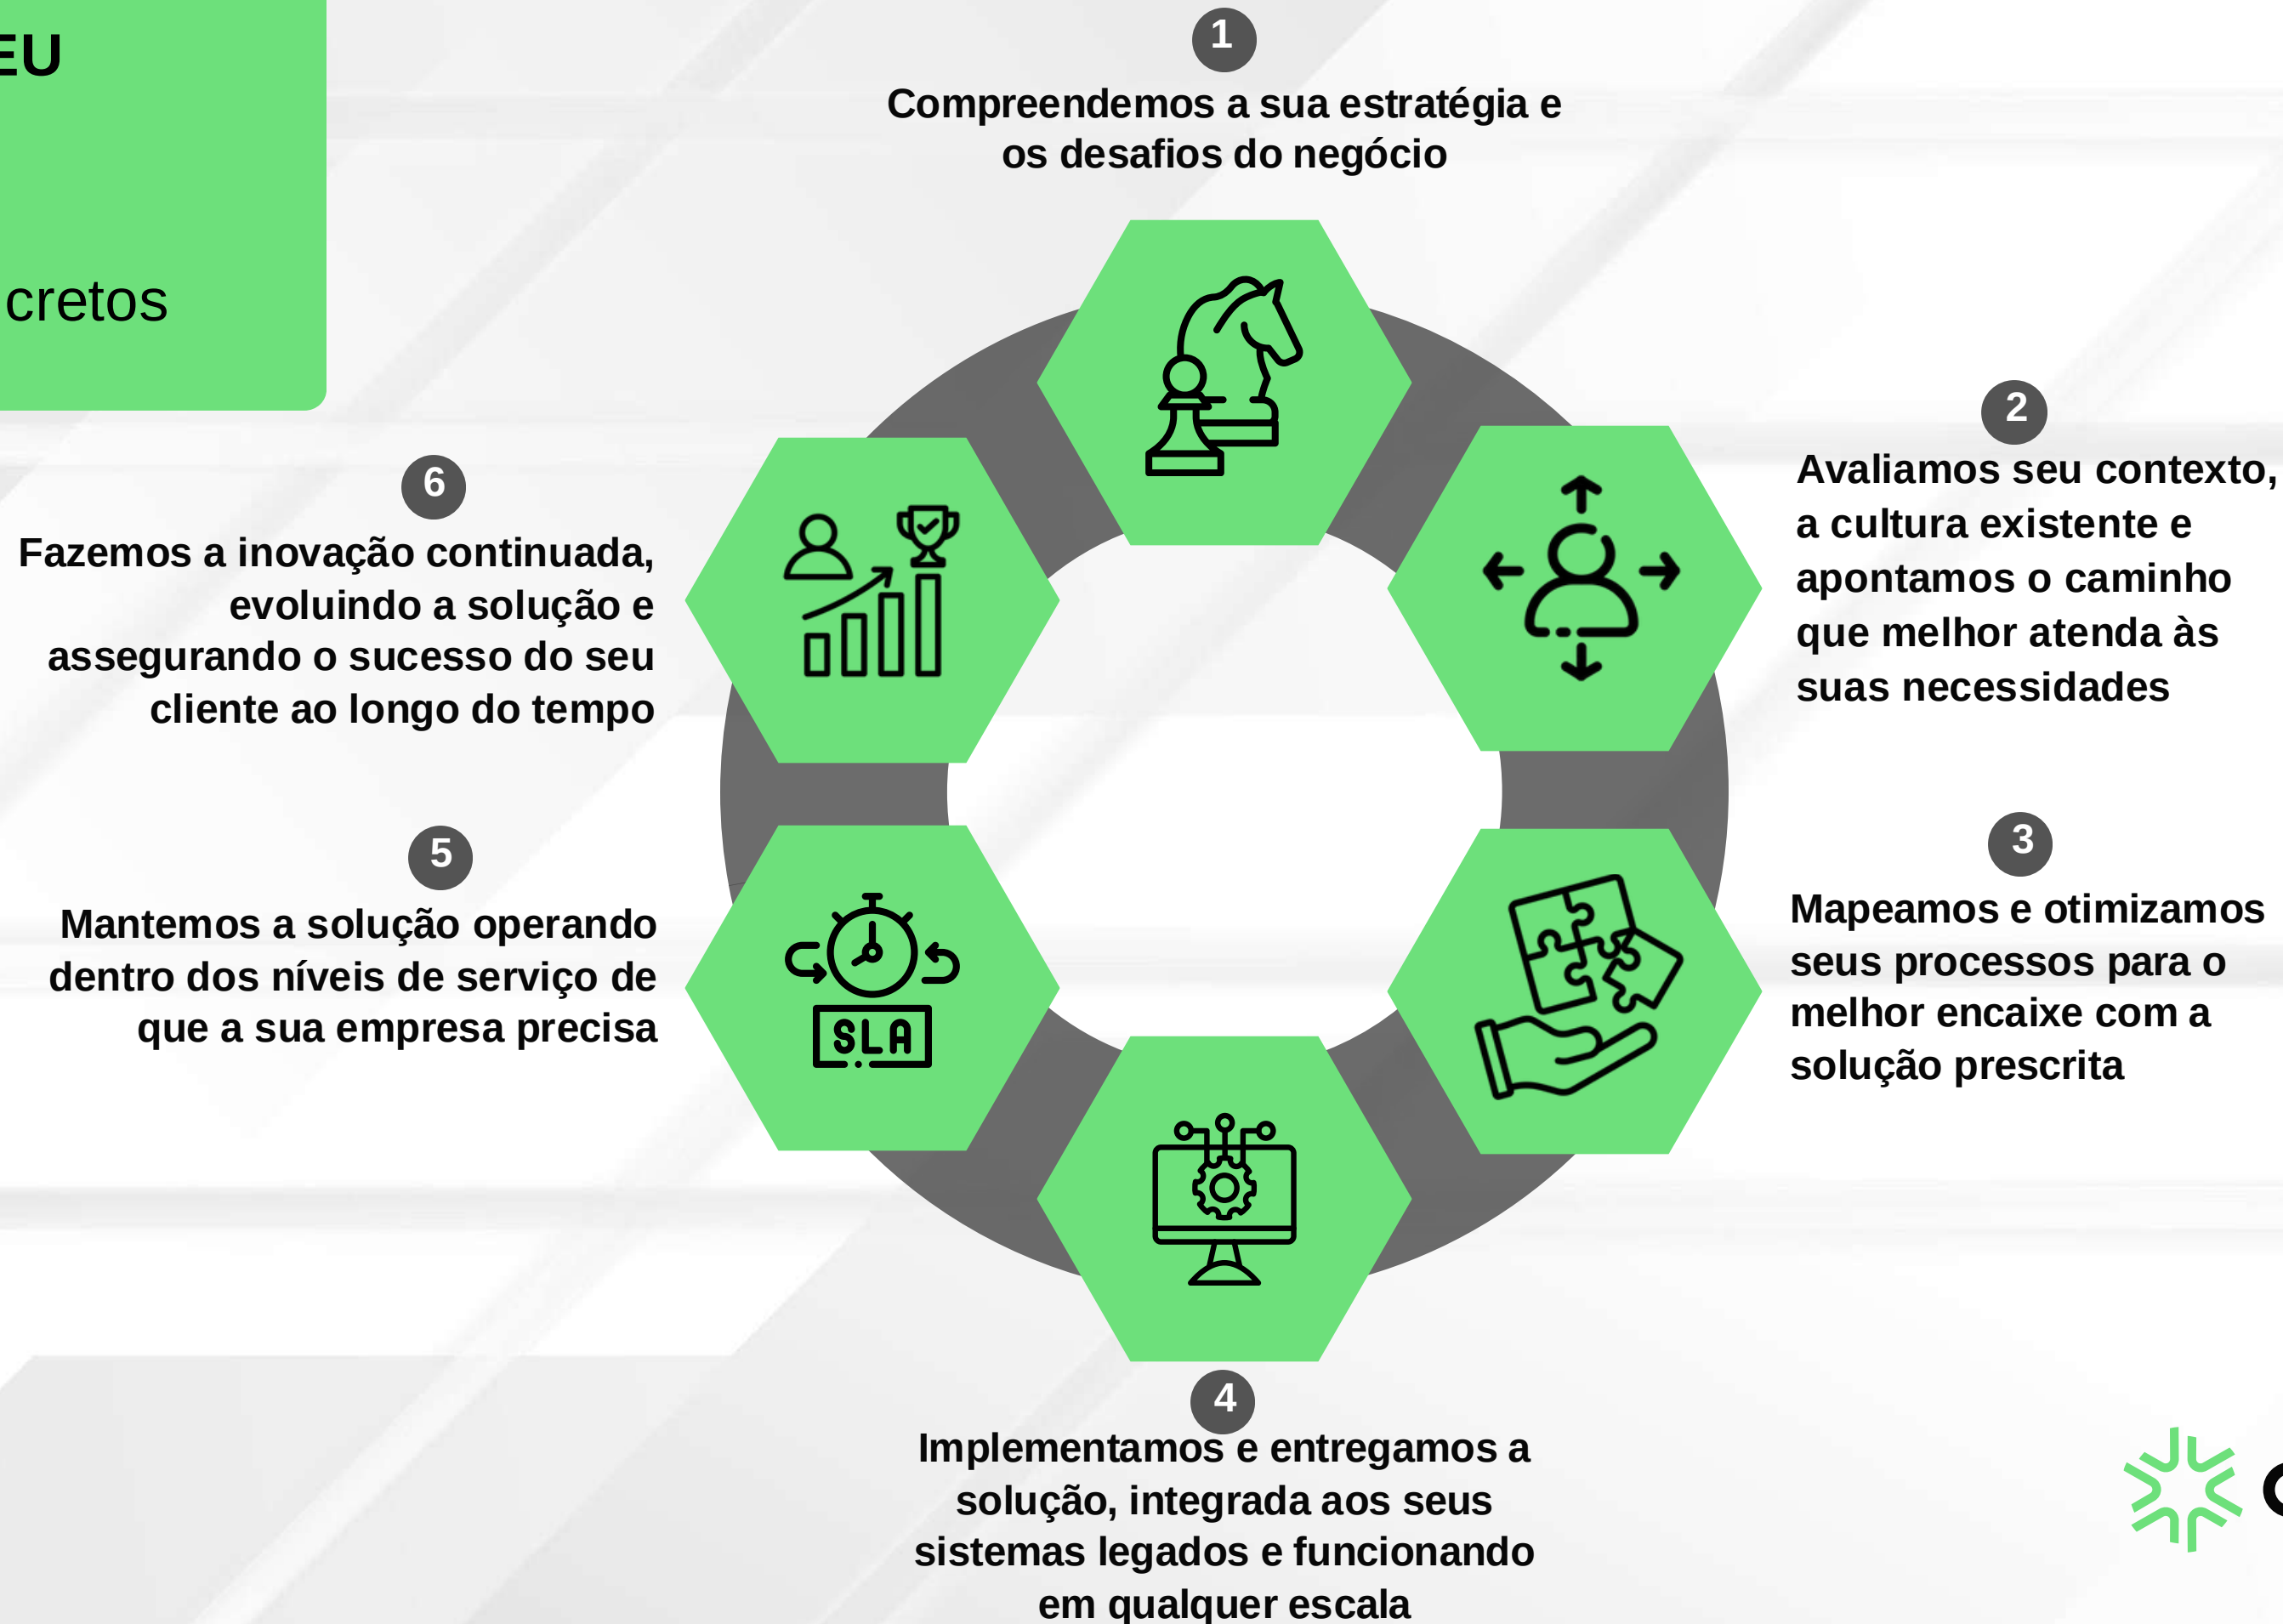 EU
cretos
1
Compreendemos a sua estratégia e
os desafios do negócio
2
Avaliamos seu contexto,
a cultura existente e
apontamos o caminho
que melhor atenda às
suas necessidades
3
Mapeamos e otimizamos
seus processos para o
melhor encaixe com a
solução prescrita
4
Implementamos e entregamos a
solução, integrada aos seus
sistemas legados e funcionando
em qualquer escala
5
Mantemos a solução operando
dentro dos níveis de serviço de
que a sua empresa precisa
SLA
6
Fazemos a inovação continuada,
evoluindo a solução e
assegurando o sucesso do seu
cliente ao longo do tempo